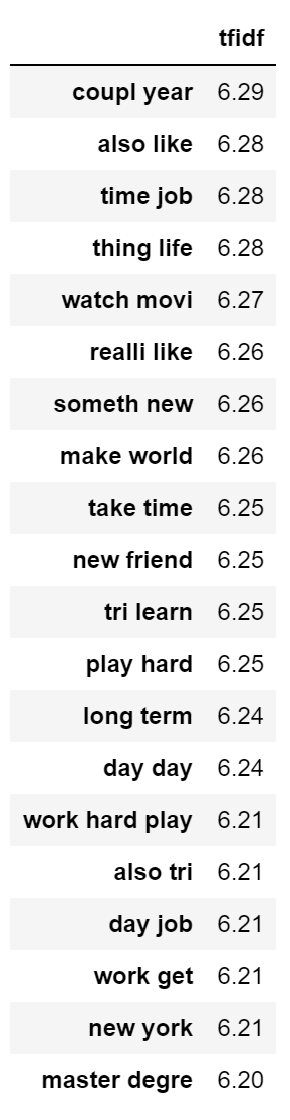 tfidf
coupl year 6.29
also like 6.28
time job 6.28
thing life 6.28
watch movi 6.27
realli like 6.26
someth new 6.26
make world 6.26
take time 6.25
new friend 6.25
tri learn 6.25
play hard 6.25
long term 6.24
day day 6.24
work hard play 6.21
also tri 6.21
day job 6.21
work get 6.21
new york 6.21
master degre 6.20